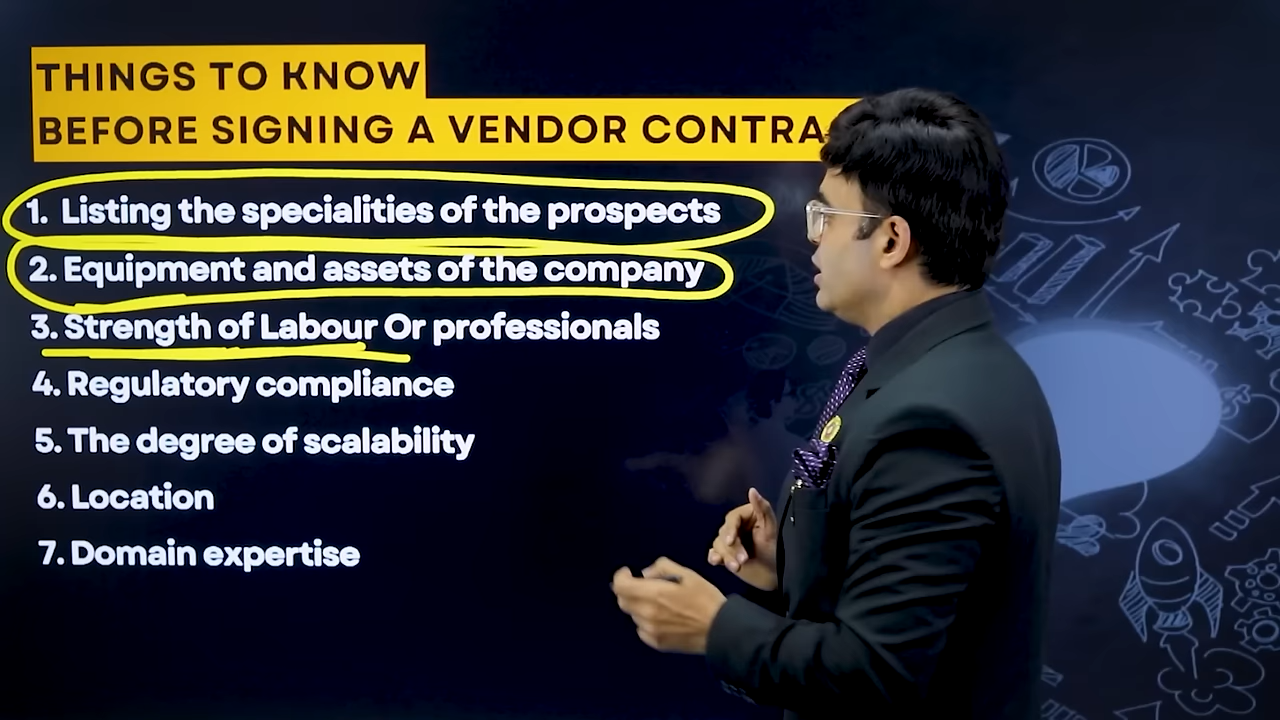 THINGS TO KNOW
BEFORE SIGNING A VENDOR CONTRA
1. Listing the specialities of the prospects
2. Equipment and assets of the company
3. Strength of Labour Or professionals
4. Regulatory compliance
5. The degree of scalability
6. Location
7. Domain expertise